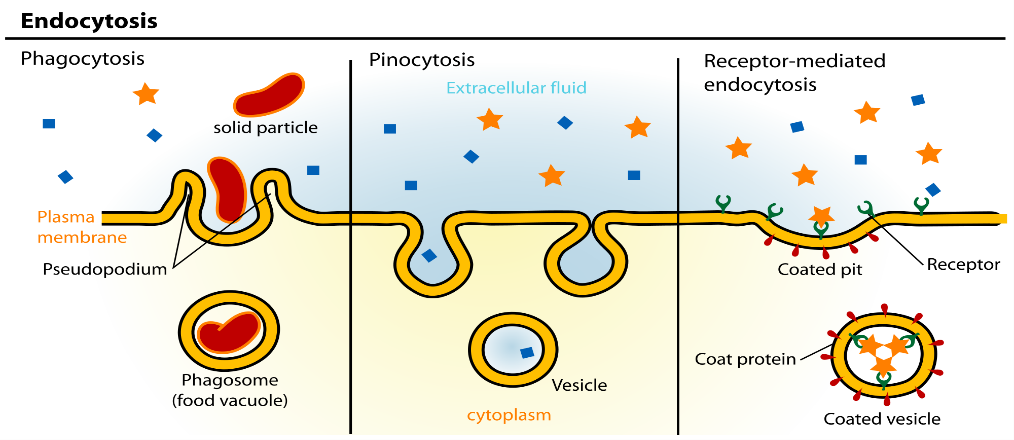 Endocytosis
Phagocytosis
solid particle
Plasma
membrane
Pseudopodium
Phagosome
(food vacuole)
Pinocytosis
Extracellular fluid
Vesicle
cytoplasm
Receptor-mediated
endocytosis
Coated pit
Receptor
Coat protein
Coated vesicle